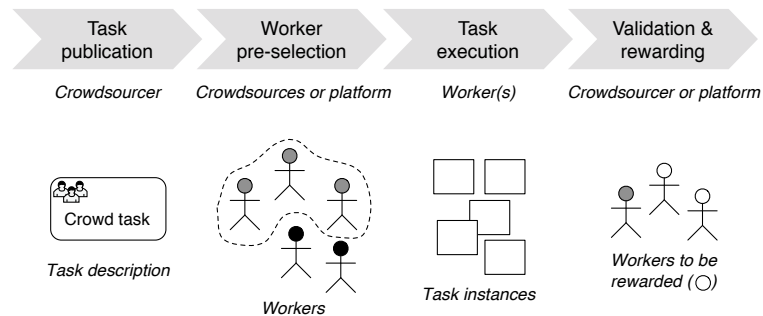 Task
publication
Worker
pre-selection
Task
execution
Validation &
rewarding
Crowdsourcer
Crowdsources or platform
Worker(s)
Crowdsourcer or platform
Crowd task
Task description
Workers
Task instances
Workers to be
rewarded (○)